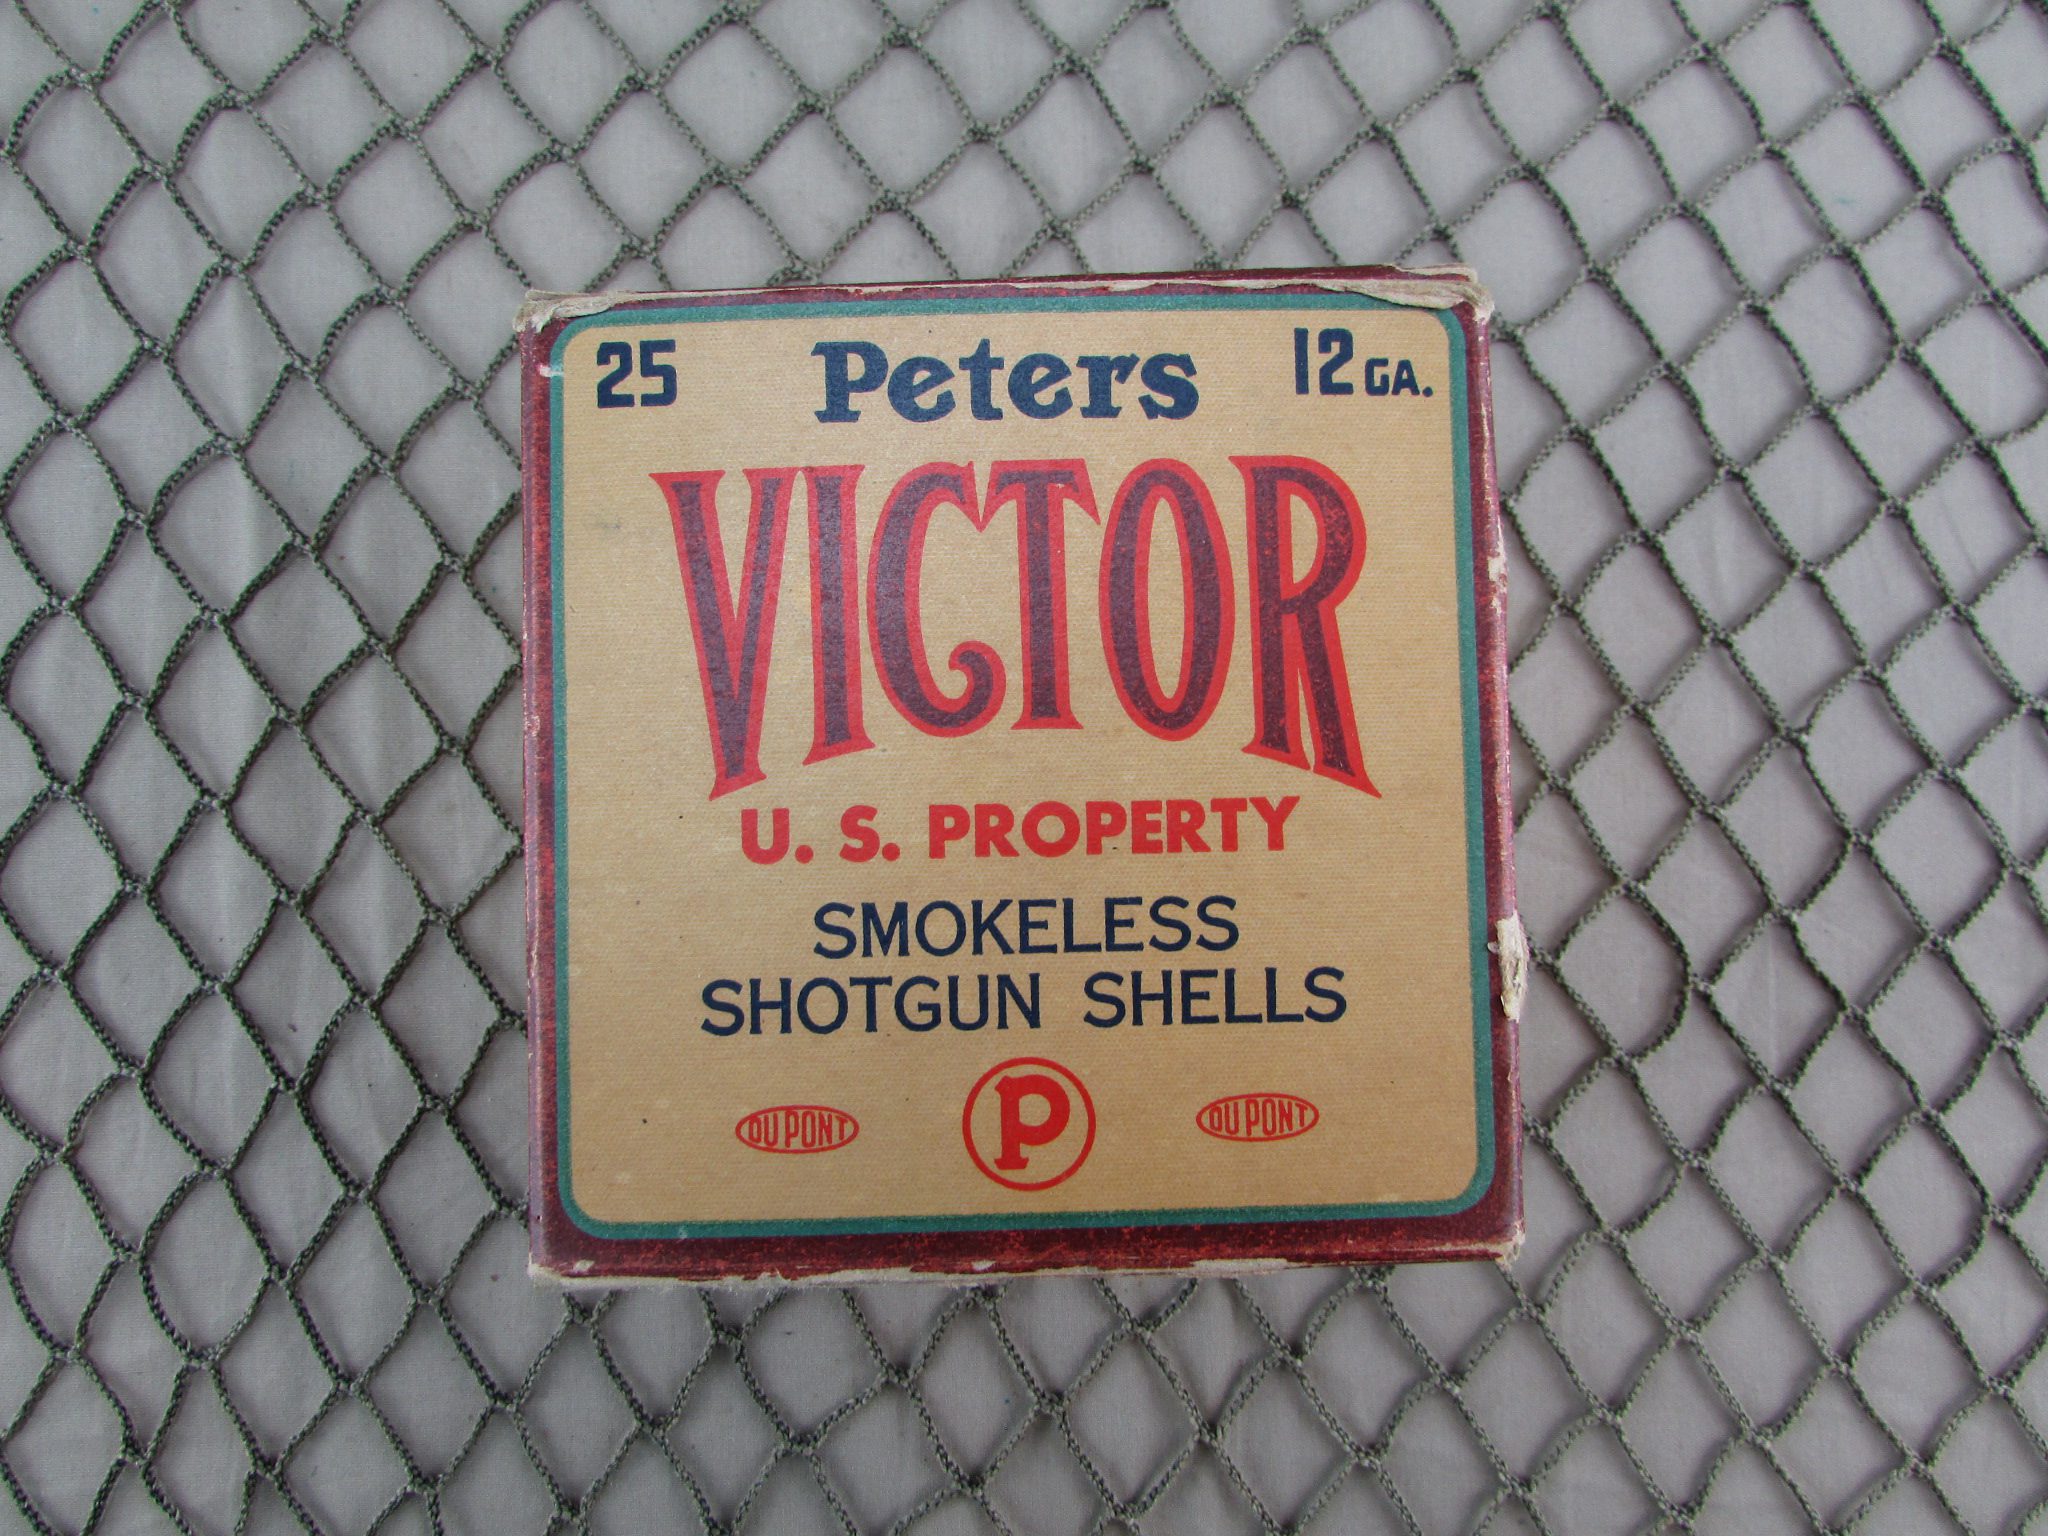 25 Peters 12 GA.
VICTOR
U. S. PROPERTY
SMOKELESS
SHOTGUN SHELLS
DU PONT P DU PONT